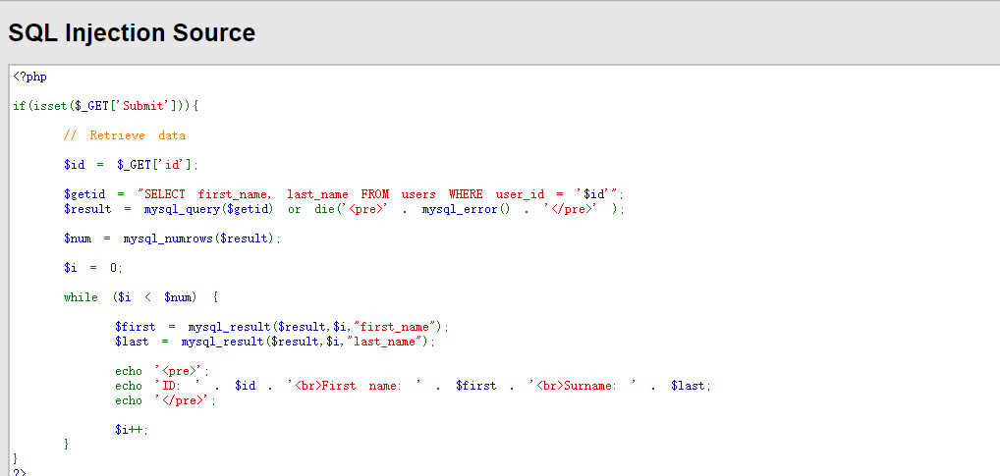 SQL Injection Source
<?php
if(isset($_GET['Submit'])){
// Retrieve data
$id = $_GET['id'];
$getid = "SELECT first_name, last_name FROM users WHERE user_id = '$id'";
$result = mysql_query($getid) or die('<pre>' . mysql_error() . '</pre>' );
$num = mysql_numrows($result);
$i = 0;
while ($i < $num) {
$first = mysql_result($result,$i,"first_name");
$last = mysql_result($result,$i,"last_name");
echo '<pre>';
echo 'ID: ' . $id . '<br>First name: ' . $first . '<br>Surname: ' . $last;
echo '</pre>';
$i++;
}
}
?>